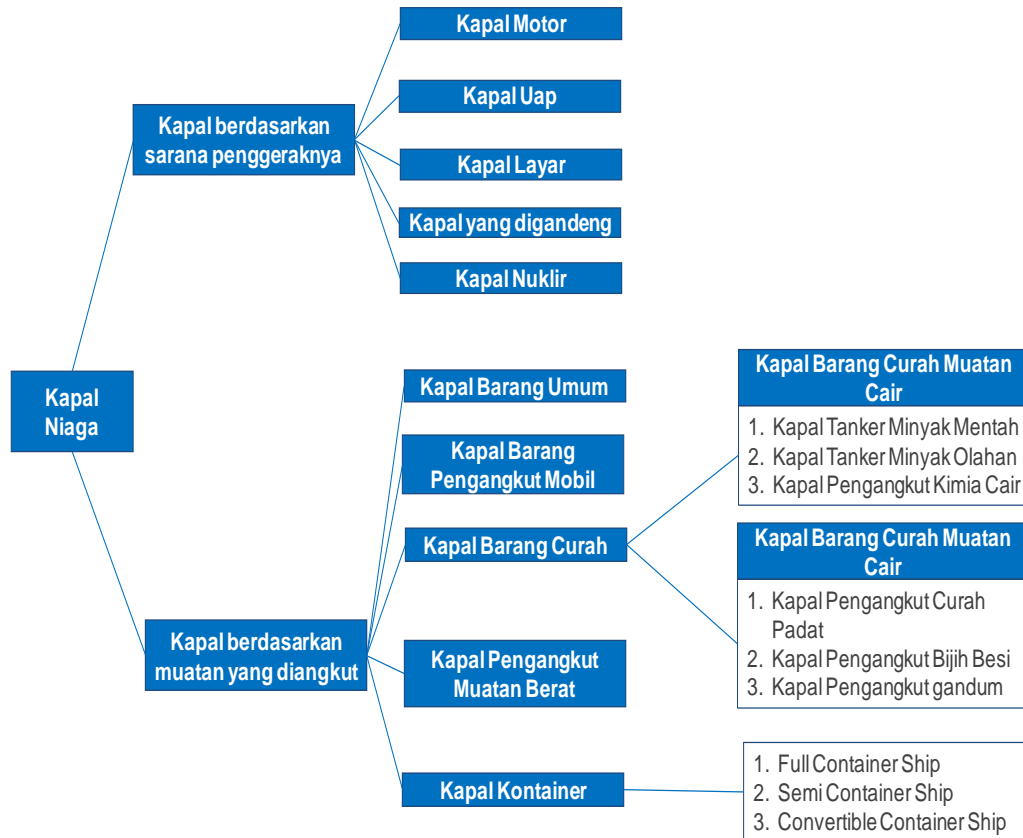 Kapal Motor
Kapal Uap
Kapal berdasarkan
sarana penggeraknya
Kapal Layar
Kapal yang digandeng
Kapal Nuklir
Kapal
Niaga
Kapal Barang Umum
Kapal Barang
Pengangkut Mobil
Kapal Barang Curah
Kapal Barang Curah Muatan
Cair
1. Kapal Tanker Minyak Mentah
2. Kapal Tanker Minyak Olahan
3. Kapal Pengangkut Kimia Cair
Kapal Barang Curah Muatan
Cair
1. Kapal Pengangkut Curah
Padat
2. Kapal Pengangkut Bijih Besi
3. Kapal Pengangkut gandum
Kapal berdasarkan
muatan yang diangkut
Kapal Pengangkut
Muatan Berat
Kapal Kontainer
1. Full Container Ship
2. Semi Container Ship
3. Convertible Container Ship